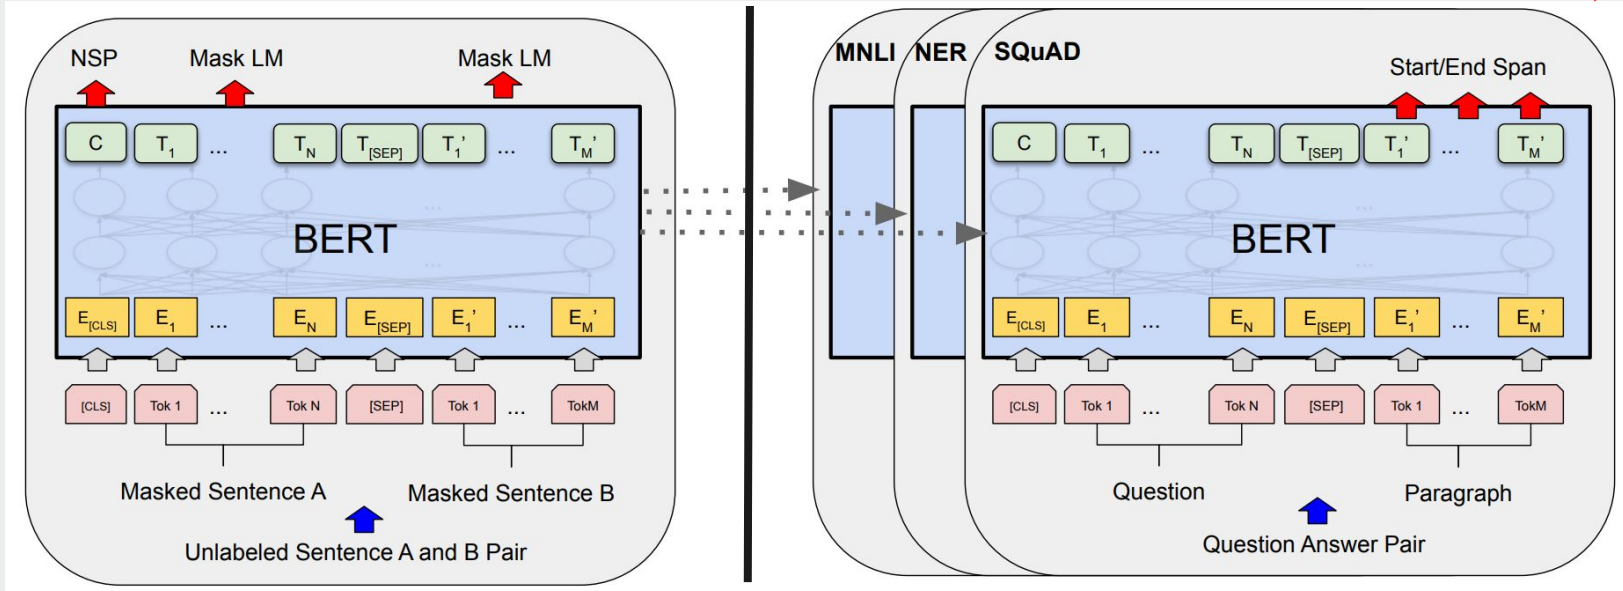 NSP Mask LM Mask LM
C T1 ... TN T[SEP] T1' ... TM'
...
BERT
...
E[CLS] E1 ... EN E[SEP] E1' ... EM'
[CLS] Tok 1 ... Tok N [SEP] Tok 1 ... TokM
Masked Sentence A Masked Sentence B
Unlabeled Sentence A and B Pair
MNLI NER SQuAD
Start/End Span
C T1 ... TN T[SEP] T1' ... TM'
...
BERT
...
E[CLS] E1 ... EN E[SEP] E1' ... EM'
[CLS] Tok 1 ... Tok N [SEP] Tok 1 ... TokM
Question Paragraph
Question Answer Pair